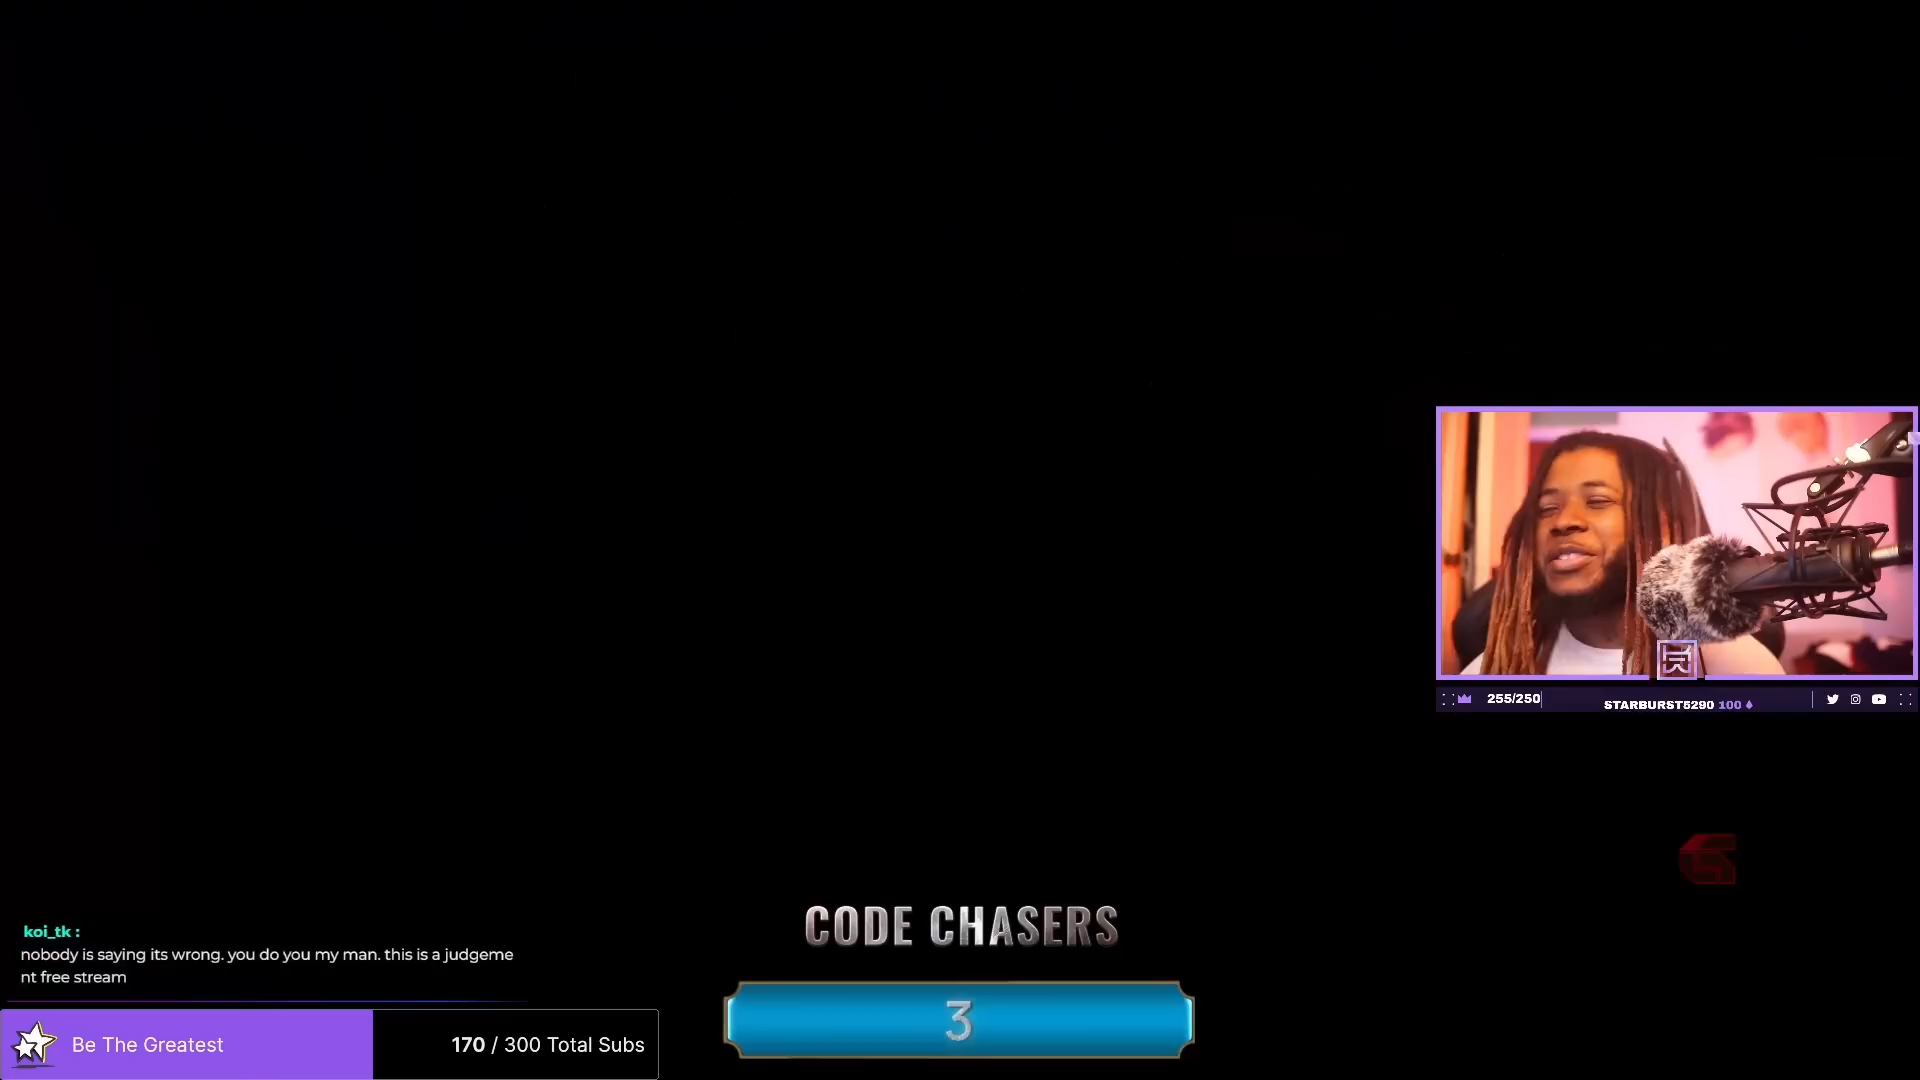 255/250
STARBURST5290 100
CODE CHASERS
3
koi_tk :
nobody is saying its wrong. you do you my man. this is a judgeme
nt free stream
Be The Greatest
170 / 300 Total Subs